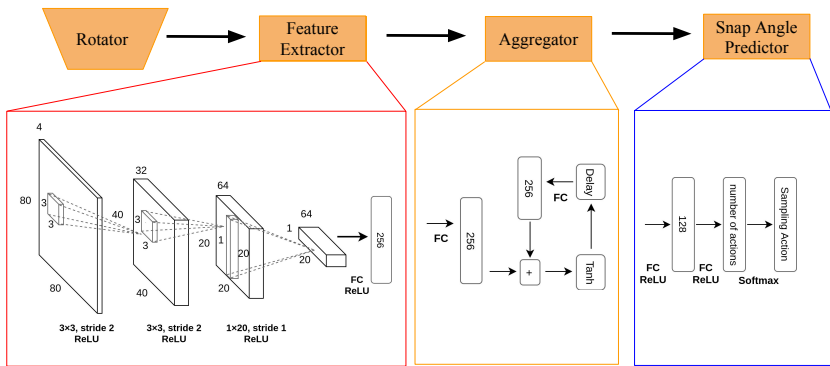 Rotator
Feature
Extractor
Aggregator
Snap Angle
Predictor
4
80
3
3
80
3×3, stride 2
ReLU
32
40
3
3
40
3×3, stride 2
ReLU
64
20
1
20
20
1×20, stride 1
ReLU
64
1
20
FC
ReLU
256
FC
256
256
FC
Delay
+
Tanh
FC
ReLU
128
FC
ReLU
number of actions
Softmax
Sampling Action